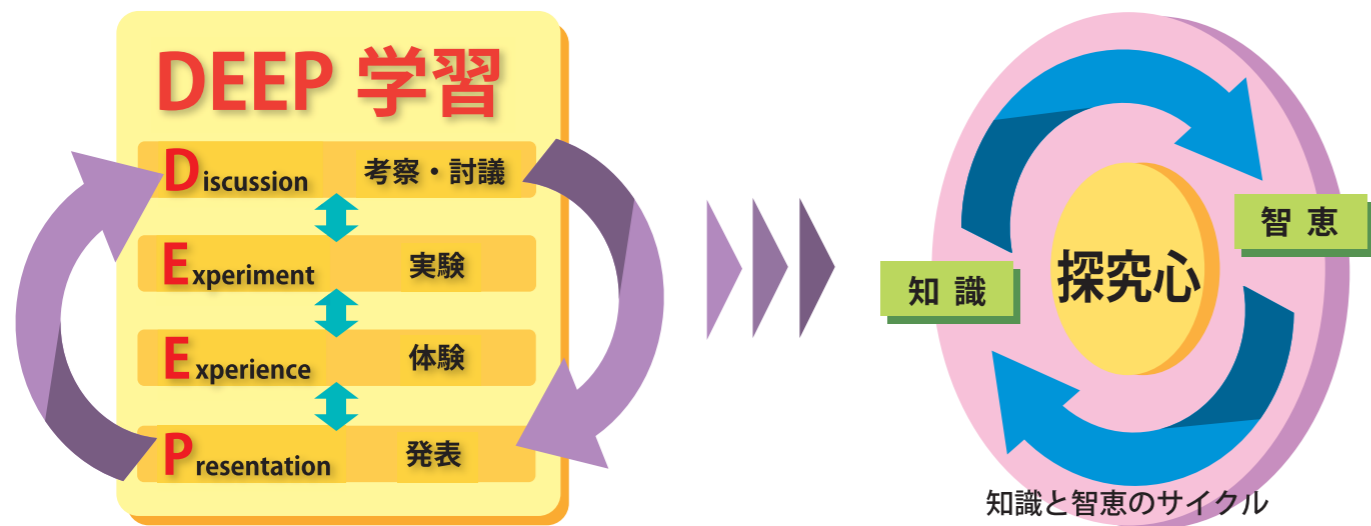 DEEP 学習
Discussion 考察・討議
Experiment 実験
Experience 体験
Presentation 発表
知識
探究心
智恵
知識と智恵のサイクル